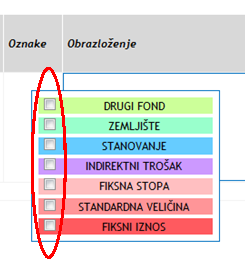 Oznake Obrazloženje
DRUGI FOND
ZEMLJIŠTE
STANOVANJE
INDIREKTNI TROŠAK
FIKSNA STOPA
STANDARDNA VELIČINA
FIKSNI IZNOS